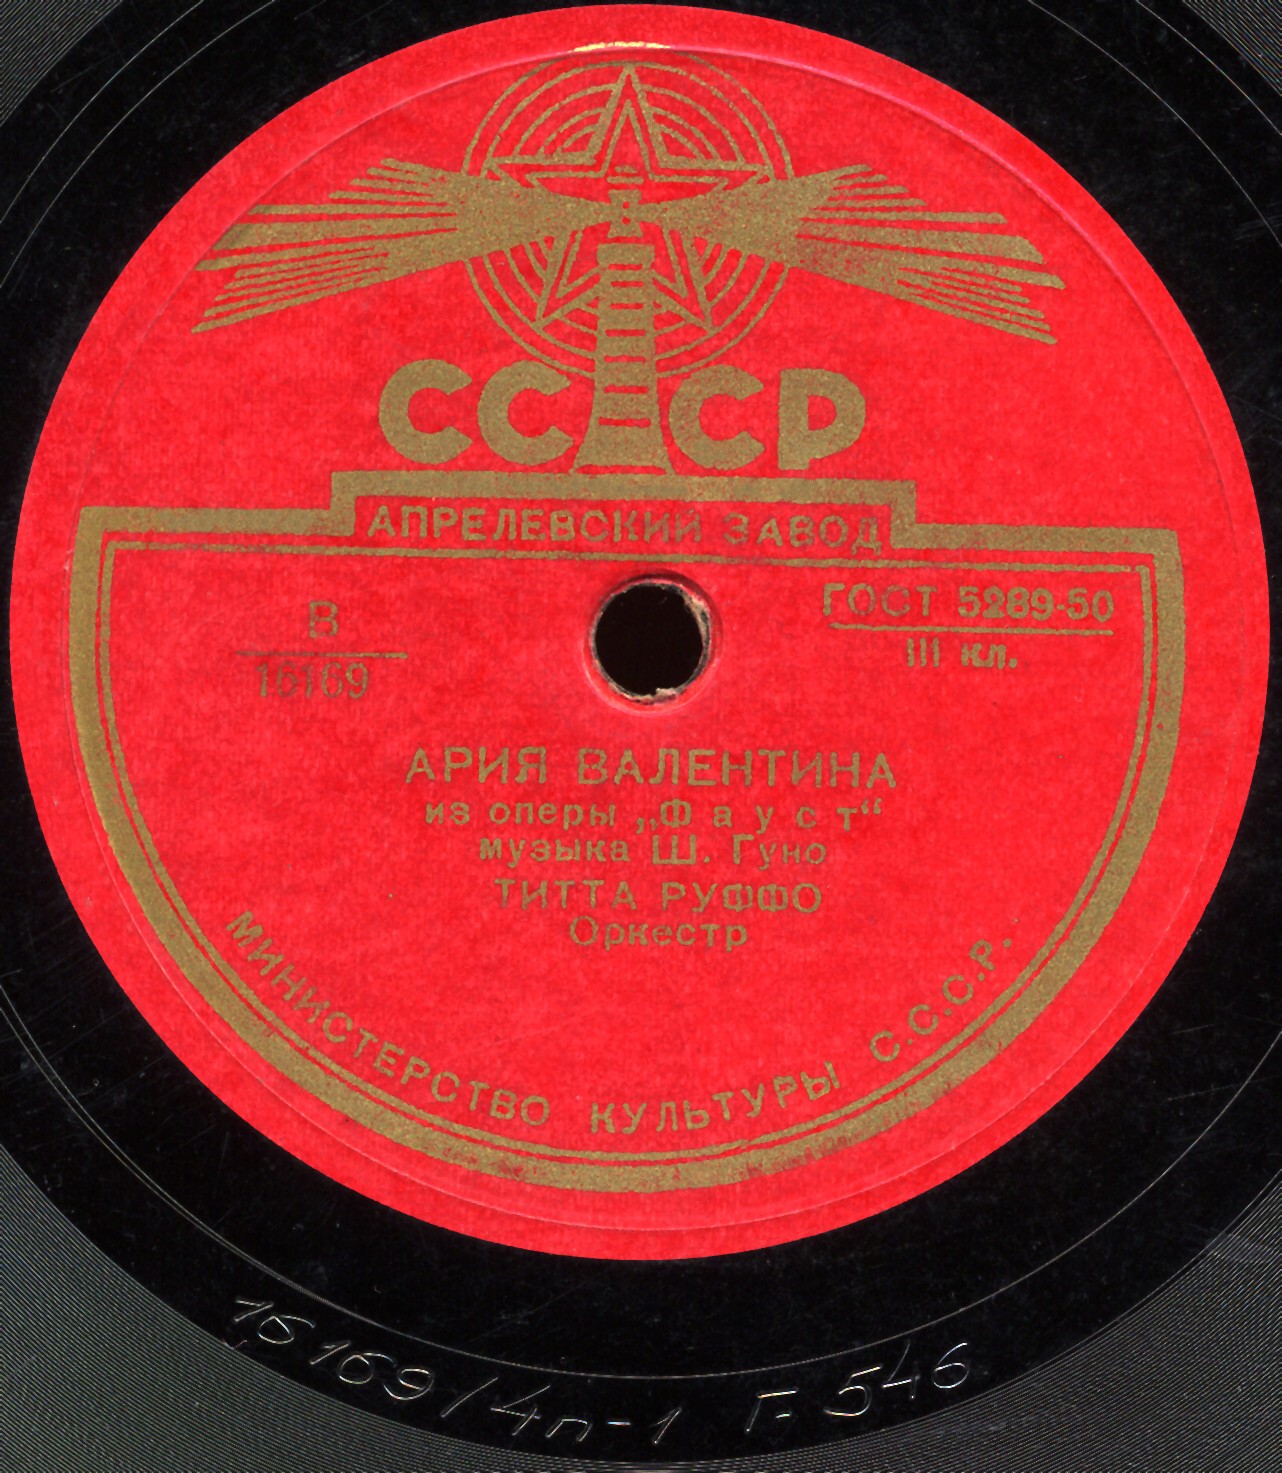 СССР
АПРЕЛЕВСКИЙ ЗАВОД
В
16169
ГОСТ 5289-50
III кл.
АРИЯ ВАЛЕНТИНА
из оперы „Фауст“
музыка Ш. Гуно
ТИТТА РУФФО
Оркестр
МИНИСТЕРСТВО КУЛЬТУРЫ С.С.С.Р.
16169/4п-1 Г-546